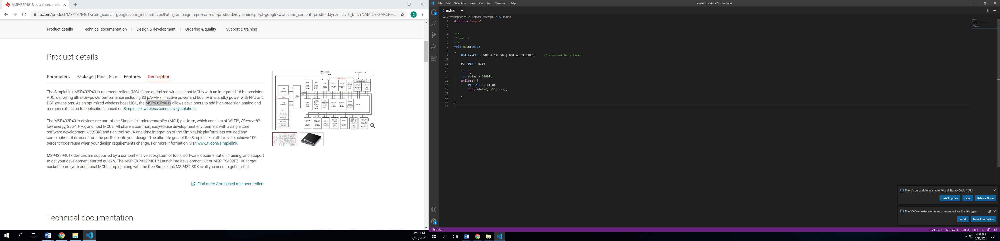 MSP432P401R data sheet, produ
ti.com/product/MSP432P401R?utm_source=google&utm_medium=cpc&utm_campaign=epd-con-null-prodfolderdynamic-cpc-pf-google-wwe&utm_content=prodfolddynamic&ds_k=DYNAMIC+SEARCH+...
G
Product details | Technical documentation | Design & development | Ordering & quality | Support & training
Product details
Parameters Package | Pins | Size Features Description
The SimpleLink MSP432P401x microcontrollers (MCUs) are optimized wireless host MCUs with an integrated 16-bit precision
ADC, delivering ultra-low-power performance including 80 µA/MHz in active power and 660 nA in standby power with FPU and
DSP extensions. As an optimized wireless host MCU, the MSP432P401x allows developers to add high-precision analog and
memory extension to applications based on SimpleLink wireless connectivity solutions.
The MSP432P401x devices are part of the SimpleLink microcontroller (MCU) platform, which consists of Wi-Fi®, Bluetooth®
low energy, Sub-1 GHz, and host MCUs. All share a common, easy-to-use development environment with a single core
software development kit (SDK) and rich tool set. A one-time integration of the SimpleLink platform lets you add any
combination of devices from the portfolio into your design. The ultimate goal of the SimpleLink platform is to achieve 100
percent code reuse when your design requirements change. For more information, visit www.ti.com/simplelink.
MSP432P401x devices are supported by a comprehensive ecosystem of tools, software, documentation, training, and support
to get your development started quickly. The MSP-EXP432P401R LaunchPad development kit or MSP-TS432PZ100 target
socket board (with additional MCU sample) along with the free SimpleLink MSP432 SDK is all you need to get started.
Find other Arm-based microcontrollers
Technical documentation
4:53 PM
2/10/2021
File Edit Selection View Go Run Terminal Help
● main.c - Visual Studio Code
C main.c
W: > workspace_v9 > Project1-Attempt2 > C main.c
1 #include "msp.h"
2
3
4 /**
5 * main.c
6 */
7 void main(void)
8 {
9 WDT_A->CTL = WDT_A_CTL_PW | WDT_A_CTL_HOLD; // stop watchdog timer
10
11 P1->DIR = BIT0;
12
13 int i;
14 int delay = 20000;
15 while(1) {
16 P1->OUT ^= BIT0;
17 for(i=delay; i>0; i--);
18
19 }
20 }
21
There's an update available: Visual Studio Code 1.53.1
Install Update Later Release Notes
The 'C/C++' extension is recommended for this file type.
Install More Information
0 0
Ln 21, Col 1 Tab Size: 4 UTF-8 CRLF C
4:53 PM
2/10/2021